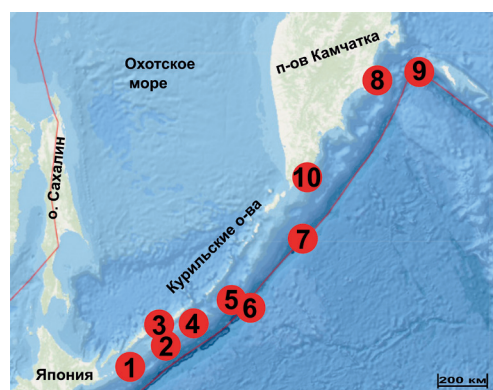 п-ов Камчатка
Охотское
море
8
9
о. Сахалин
10
Курильские о-ва
7
5
6
3
4
2
1
Япония
200 км